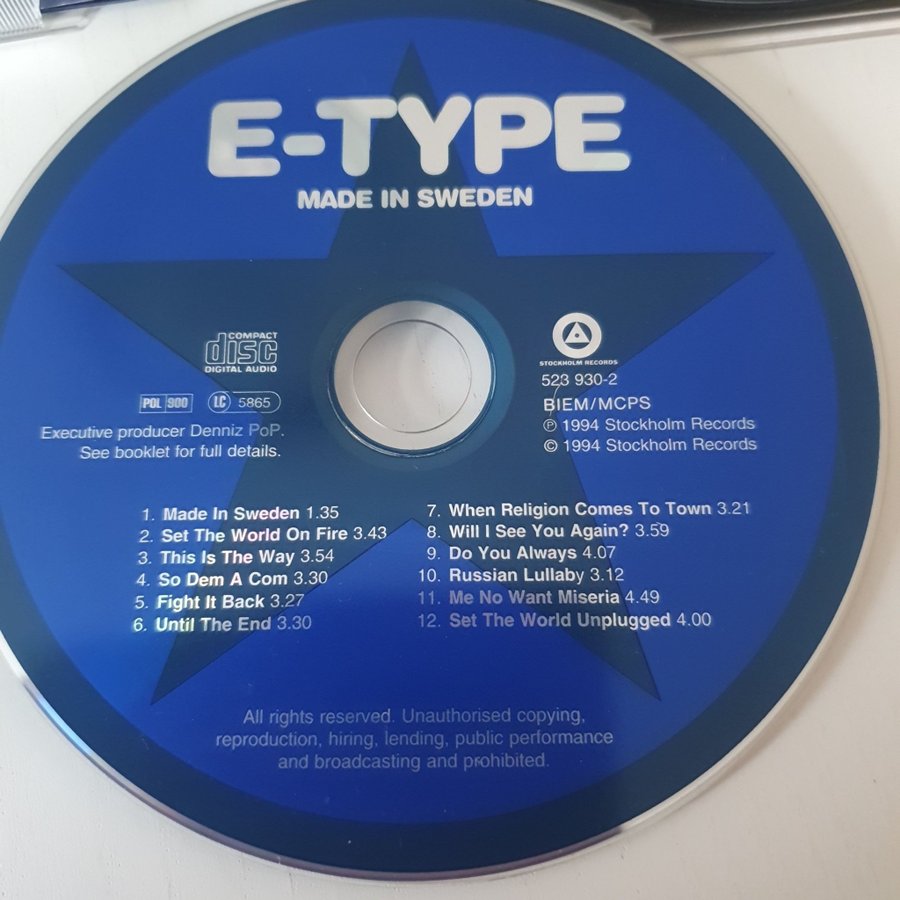 E-TYPE
MADE IN SWEDEN
COMPACT
disc
DIGITAL AUDIO
POL 900 LC 5865
Executive producer Denniz PoP.
See booklet for full details.
STOCKHOLM RECORDS
523 930-2
BIEM/MCPS
℗ 1994 Stockholm Records
© 1994 Stockholm Records
1. Made In Sweden 1.35
2. Set The World On Fire 3.43
3. This Is The Way 3.54
4. So Dem A Com 3.30
5. Fight It Back 3.27
6. Until The End 3.30
7. When Religion Comes To Town 3.21
8. Will I See You Again? 3.59
9. Do You Always 4.07
10. Russian Lullaby 3.12
11. Me No Want Miseria 4.49
12. Set The World Unplugged 4.00
All rights reserved. Unauthorised copying,
reproduction, hiring, lending, public performance
and broadcasting and prohibited.